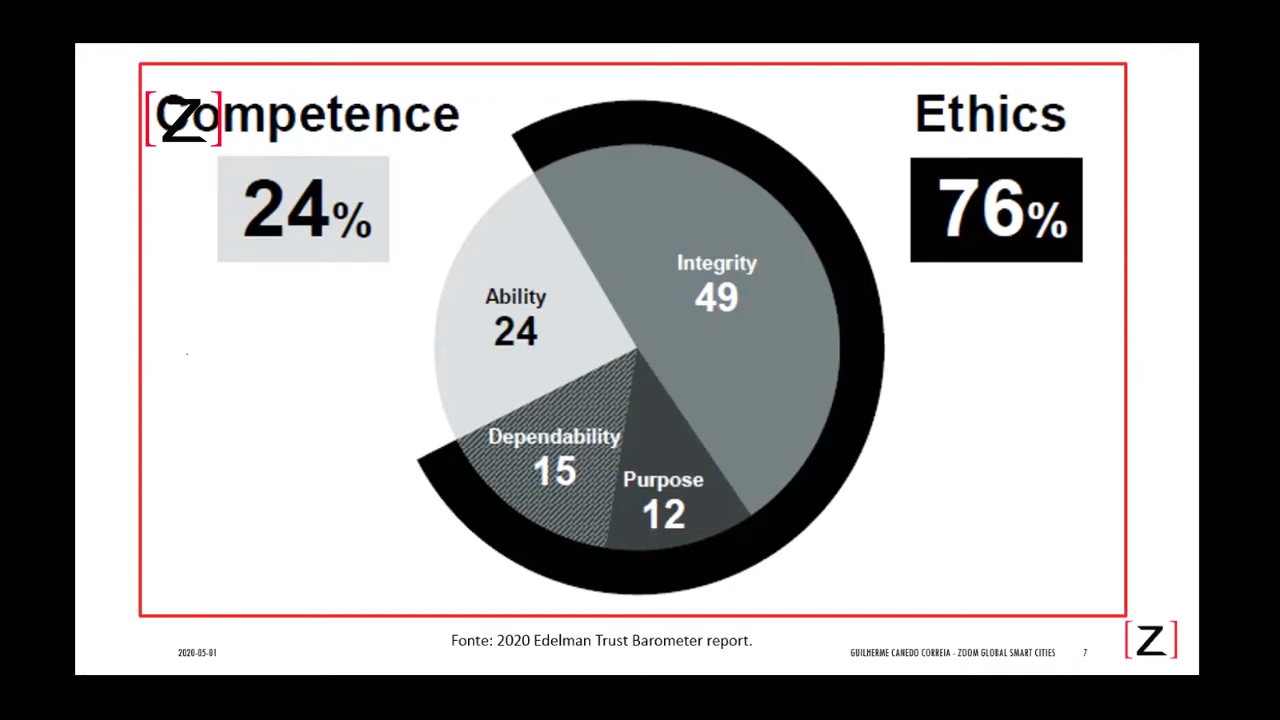 Competence
24%
Ethics
76%
Integrity
49
Ability
24
Dependability
15
Purpose
12
Fonte: 2020 Edelman Trust Barometer report.
2020-05-01
GUILHERME CANEDO CORREIA - ZOOM GLOBAL SMART CITIES
7
[Z]
[Z]